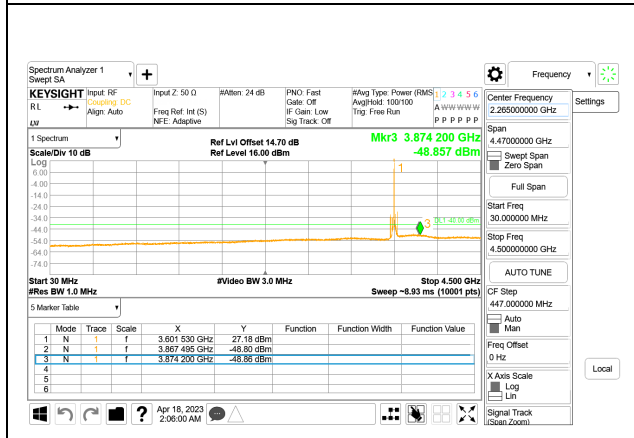 Spectrum Analyzer 1
Swept SA
Frequency
Settings
KEYSIGHT Input: RF Input Z: 50 Ω #Atten: 24 dB PNO: Fast #Avg Type: Power (RMS 1 2 3 4 5 6
RL Coupling: DC Gate: Off Avg|Hold: 100/100 A W W W W W
Align: Auto Freq Ref: Int (S) IF Gain: Low Trig: Free Run
LXI NFE: Adaptive Sig Track: Off P P P P P P
1 Spectrum
Ref Lvl Offset 14.70 dB Mkr3 3.874 200 GHz
Scale/Div 10 dB Ref Level 16.00 dBm -48.857 dBm
Log
6.00
-4.00
-14.0
-24.0
-34.0
-44.0
-54.0
-64.0
-74.0
1
3
DL1 -40.00 dBm
Start 30 MHz #Video BW 3.0 MHz Stop 4.500 GHz
#Res BW 1.0 MHz Sweep ~8.93 ms (10001 pts)
5 Marker Table
Mode Trace Scale X Y Function Function Width Function Value
1 N 1 f 3.601 530 GHz 27.18 dBm
2 N 1 f 3.867 495 GHz -48.80 dBm
3 N 1 f 3.874 200 GHz -48.86 dBm
4
5
6
Apr 18, 2023
2:06:00 AM
?
Center Frequency
2.265000000 GHz
Span
4.47000000 GHz
Swept Span
Zero Span
Full Span
Start Freq
30.000000 MHz
Stop Freq
4.500000000 GHz
AUTO TUNE
CF Step
447.000000 MHz
Auto
Man
Freq Offset
0 Hz
X Axis Scale
Log
Lin
Signal Track
(Span Zoom)
Local